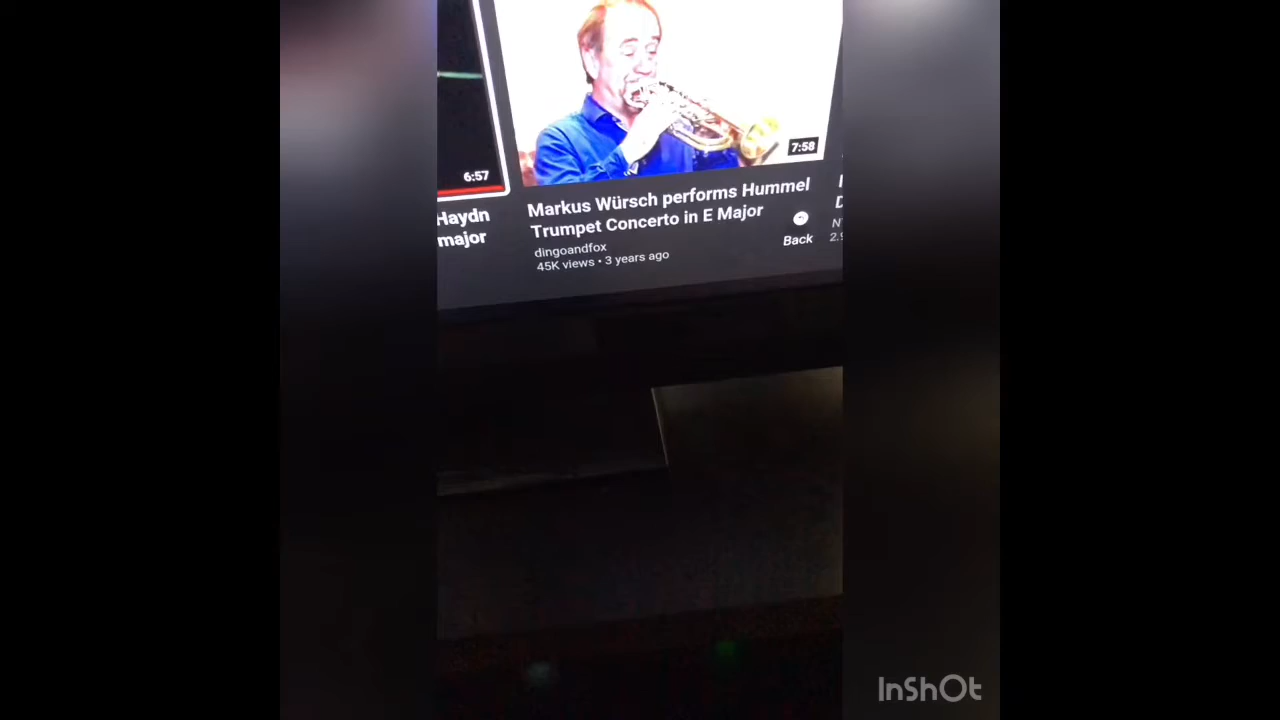 6:57
Haydn
major
7:58
Markus Würsch performs Hummel
Trumpet Concerto in E Major
dingoandfox
45K views • 3 years ago
Back
InShOt